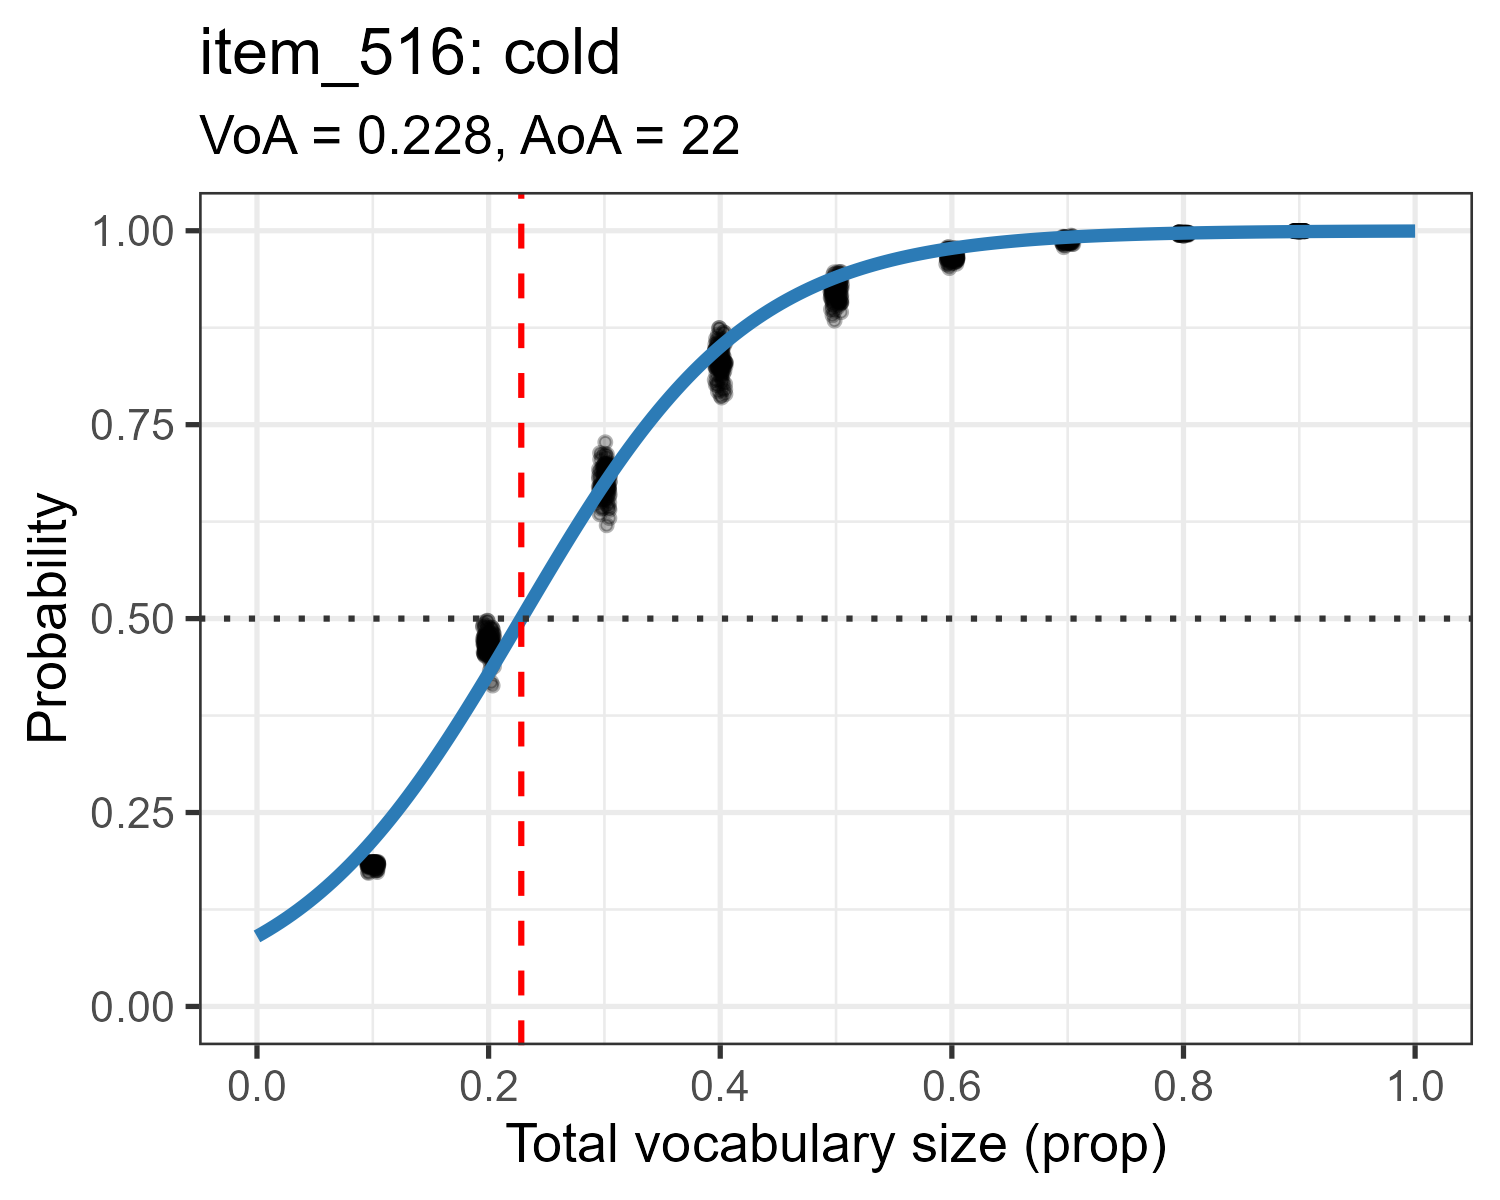 item_516: cold
VoA = 0.228, AoA = 22
1.00
0.75
0.50
0.25
0.00
Probability
0.0 0.2 0.4 0.6 0.8 1.0
Total vocabulary size (prop)